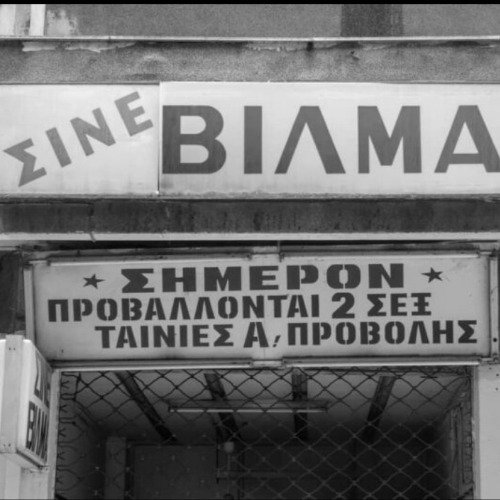 ΣΙΝΕ ΒΙΛΜΑ
★ ΣΗΜΕΡΟΝ ★
ΠΡΟΒΑΛΛΟΝΤΑΙ 2 ΣΕΞ
ΤΑΙΝΙΕΣ Α, ΠΡΟΒΟΛΗΣ